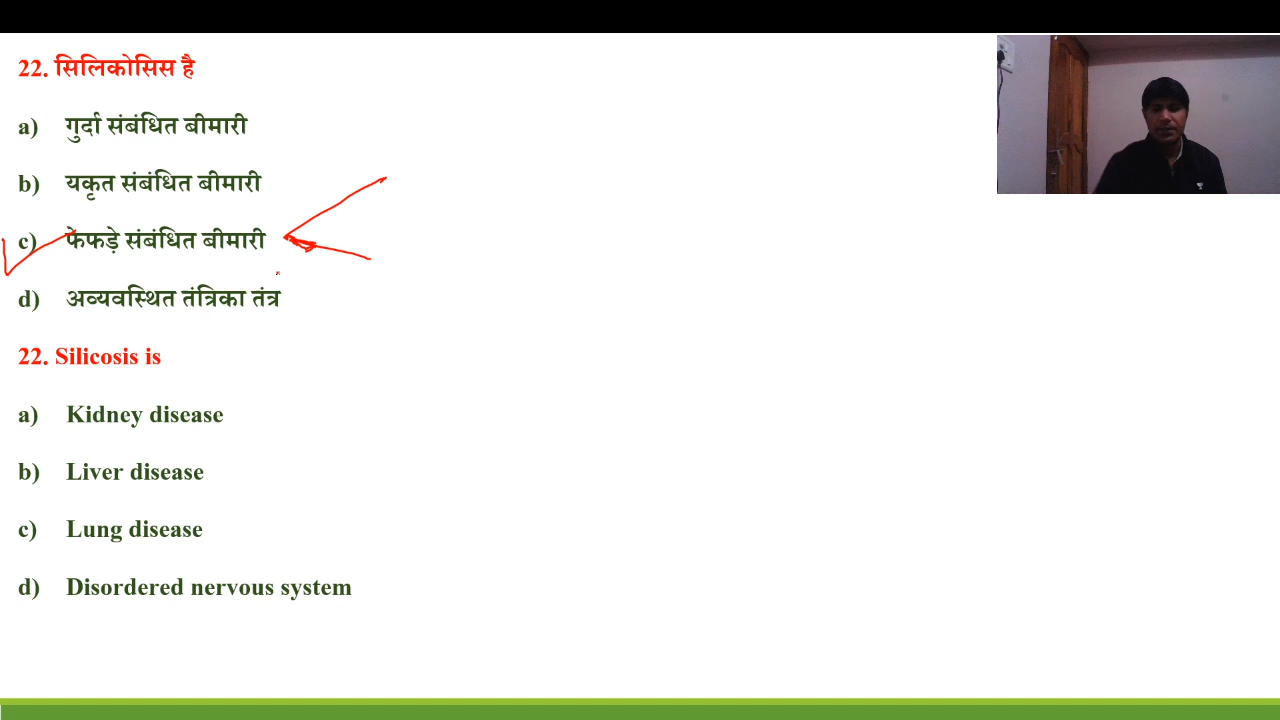 22. सिलिकोसिस है
a) गुर्दा संबंधित बीमारी
b) यकृत संबंधित बीमारी
c) फेफड़े संबंधित बीमारी
d) अव्यवस्थित तंत्रिका तंत्र
22. Silicosis is
a) Kidney disease
b) Liver disease
c) Lung disease
d) Disordered nervous system